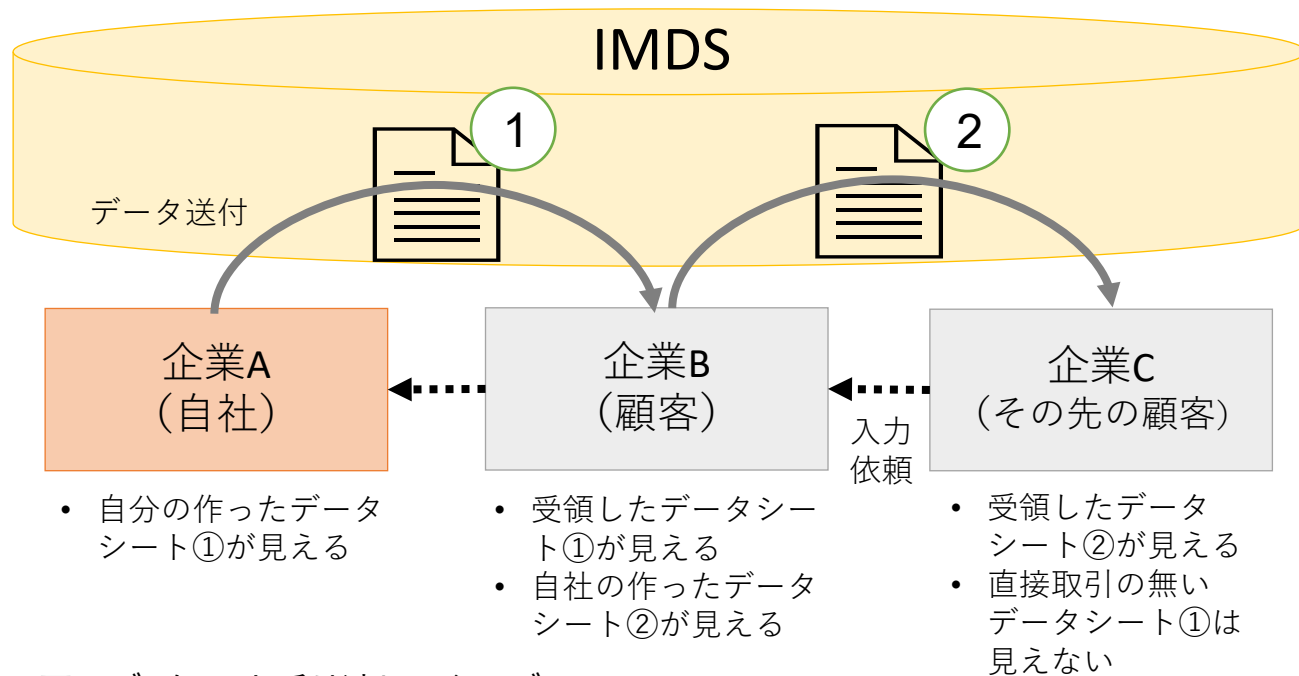 IMDS
1
2
データ送付
企業A
（自社）
企業B
（顧客）
企業C
（その先の顧客）
入力
依頼
• 自分の作ったデータ
シート①が見える
• 受領したデータシー
ト①が見える
• 自社の作ったデータ
シート②が見える
• 受領したデータ
シート②が見える
• 直接取引の無い
データシート①は
見えない